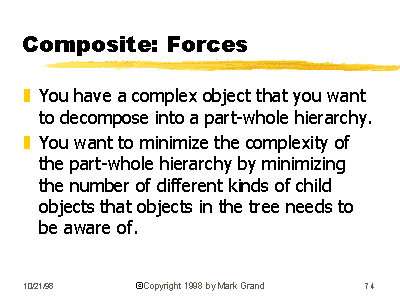 Composite: Forces
You have a complex object that you want
to decompose into a part-whole hierarchy.
You want to minimize the complexity of
the part-whole hierarchy by minimizing
the number of different kinds of child
objects that objects in the tree needs to
be aware of.
10/21/98 ©Copyright 1998 by Mark Grand 74